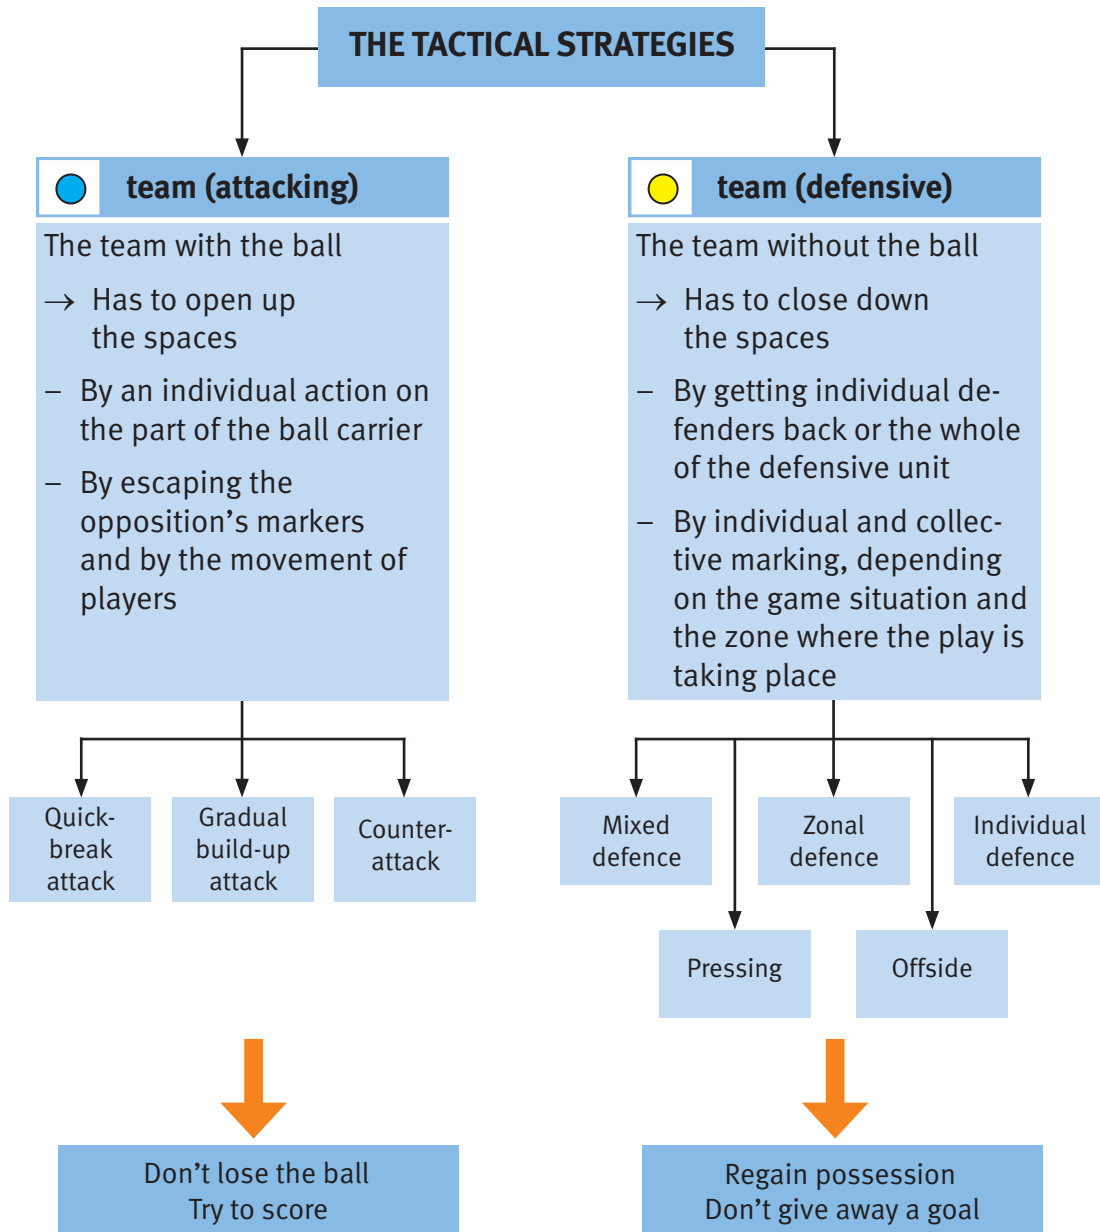 THE TACTICAL STRATEGIES
team (attacking)
The team with the ball
→ Has to open up
the spaces
– By an individual action on
the part of the ball carrier
– By escaping the
opposition's markers
and by the movement of
players
Quick-
break
attack
Gradual
build-up
attack
Counter-
attack
Don't lose the ball
Try to score
team (defensive)
The team without the ball
→ Has to close down
the spaces
– By getting individual de-
fenders back or the whole
of the defensive unit
– By individual and collec-
tive marking, depending
on the game situation and
the zone where the play is
taking place
Mixed
defence
Zonal
defence
Individual
defence
Pressing
Offside
Regain possession
Don't give away a goal